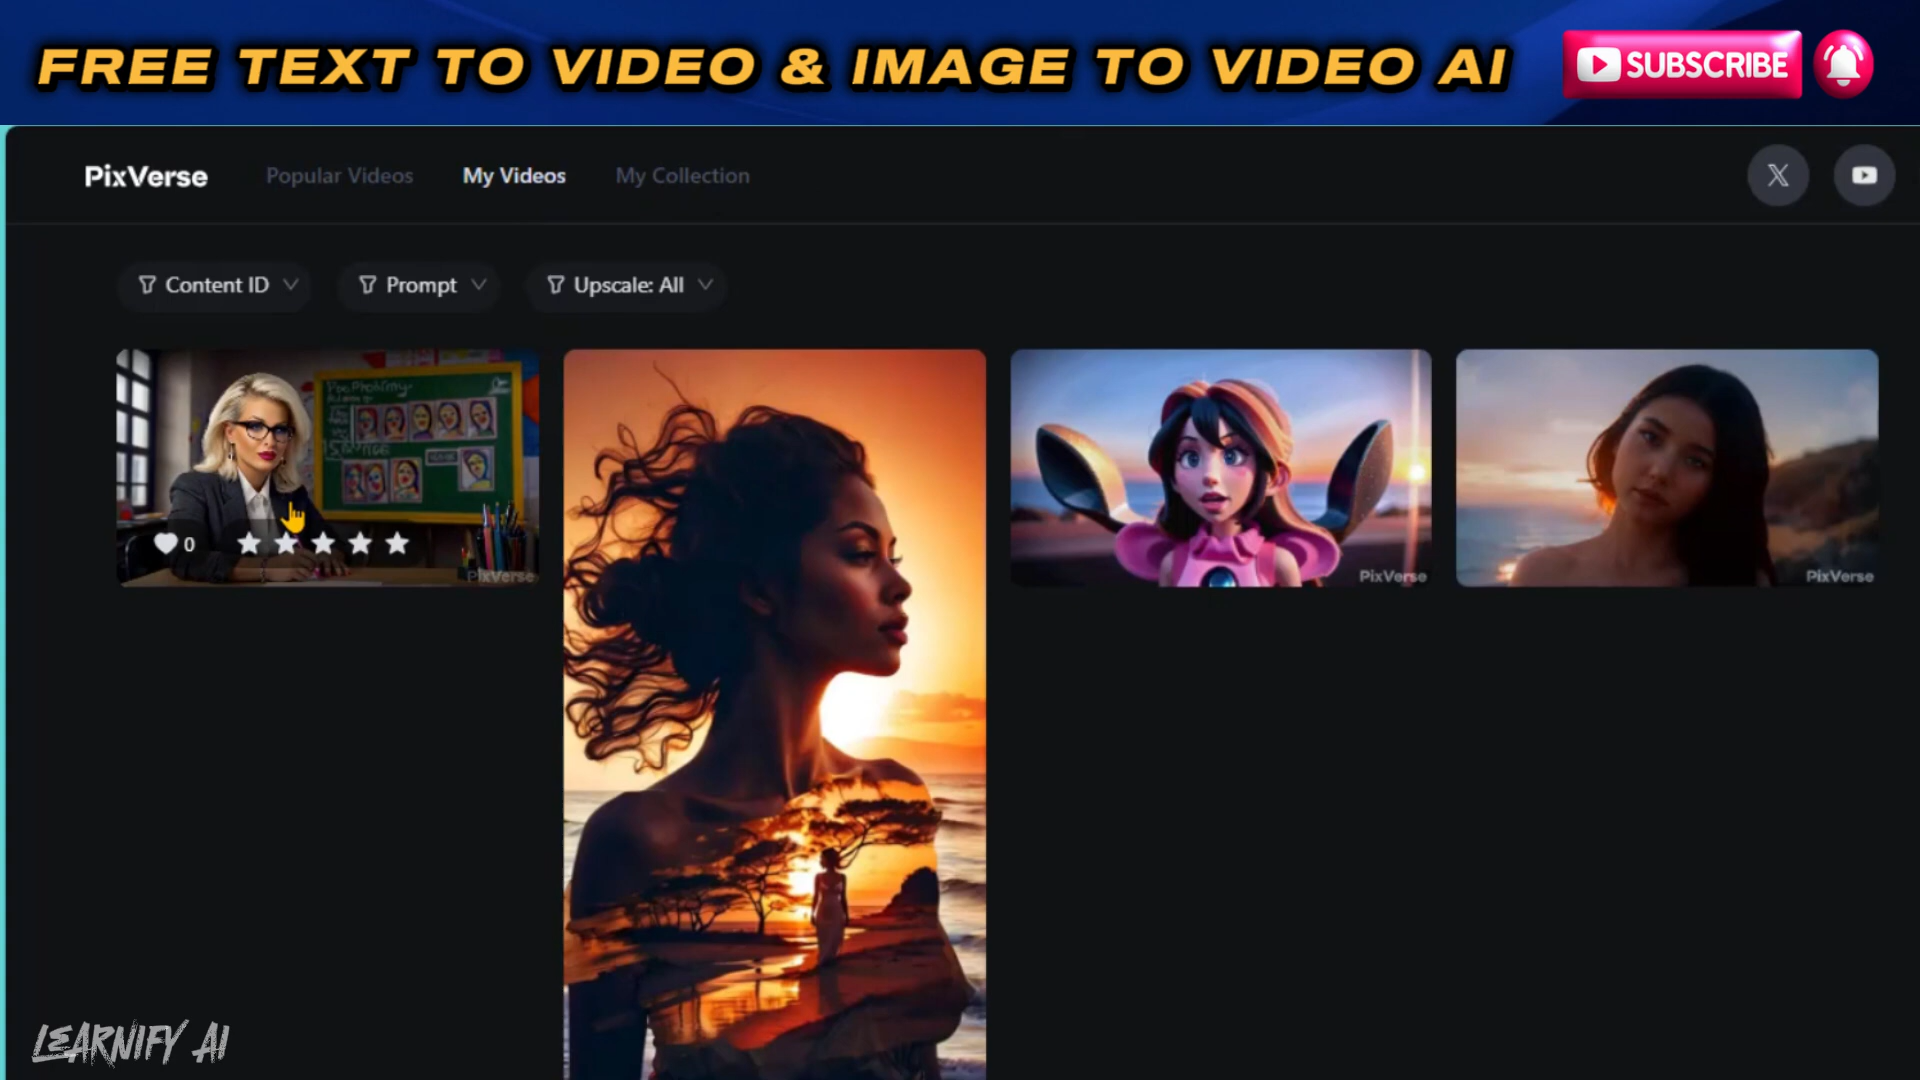 FREE TEXT TO VIDEO & IMAGE TO VIDEO AI
SUBSCRIBE
PixVerse Popular Videos My Videos My Collection X
Content ID Prompt Upscale: All
0
PixVerse PixVerse PixVerse
LEARNIFY AI